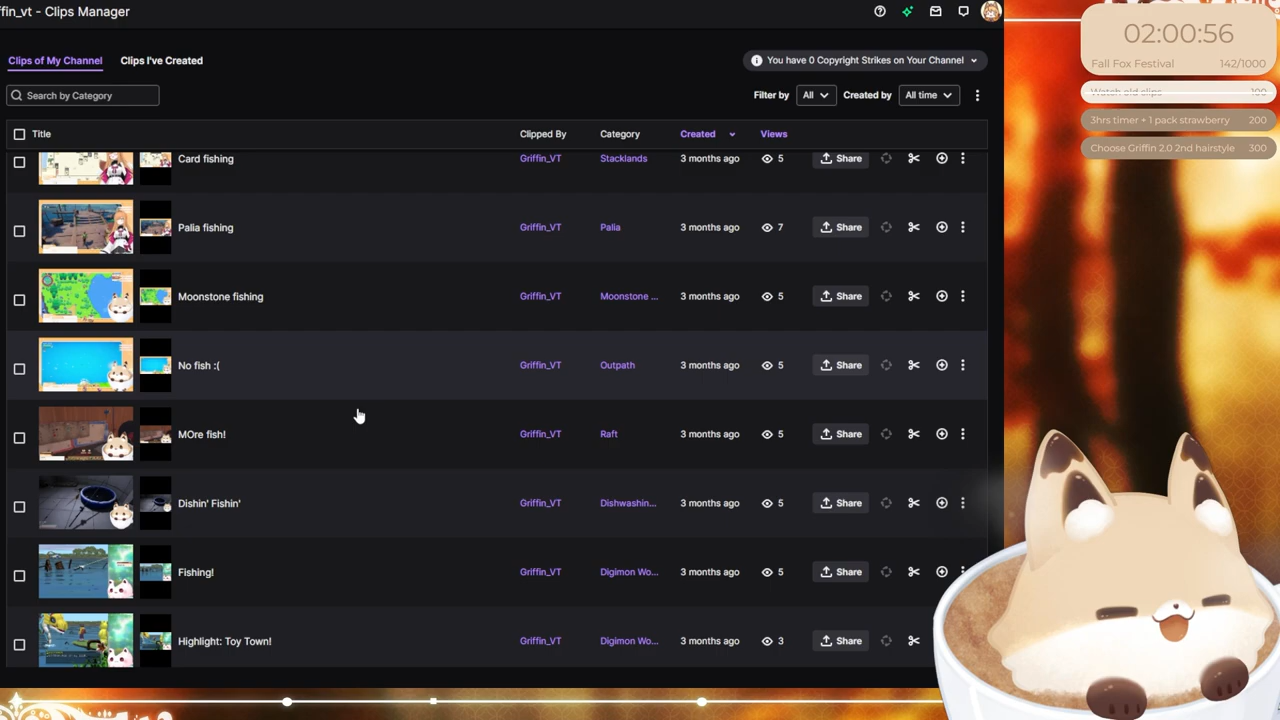 fin_vt - Clips Manager
Clips of My Channel Clips I've Created
You have 0 Copyright Strikes on Your Channel
Search by Category
Filter by All Created by All time
Title Clipped By Category Created Views
Card fishing Griffin_VT Stacklands 3 months ago 5 Share
Palia fishing Griffin_VT Palia 3 months ago 7 Share
Moonstone fishing Griffin_VT Moonstone ... 3 months ago 5 Share
No fish :( Griffin_VT Outpath 3 months ago 5 Share
MOre fish! Griffin_VT Raft 3 months ago 5 Share
Dishin' Fishin' Griffin_VT Dishwashin... 3 months ago 5 Share
Fishing! Griffin_VT Digimon Wo... 3 months ago 5 Share
Highlight: Toy Town! Griffin_VT Digimon Wo... 3 months ago 3 Share
02:00:56
Fall Fox Festival 142/1000
Watch old clips 100
3hrs timer + 1 pack strawberry 200
Choose Griffin 2.0 2nd hairstyle 300